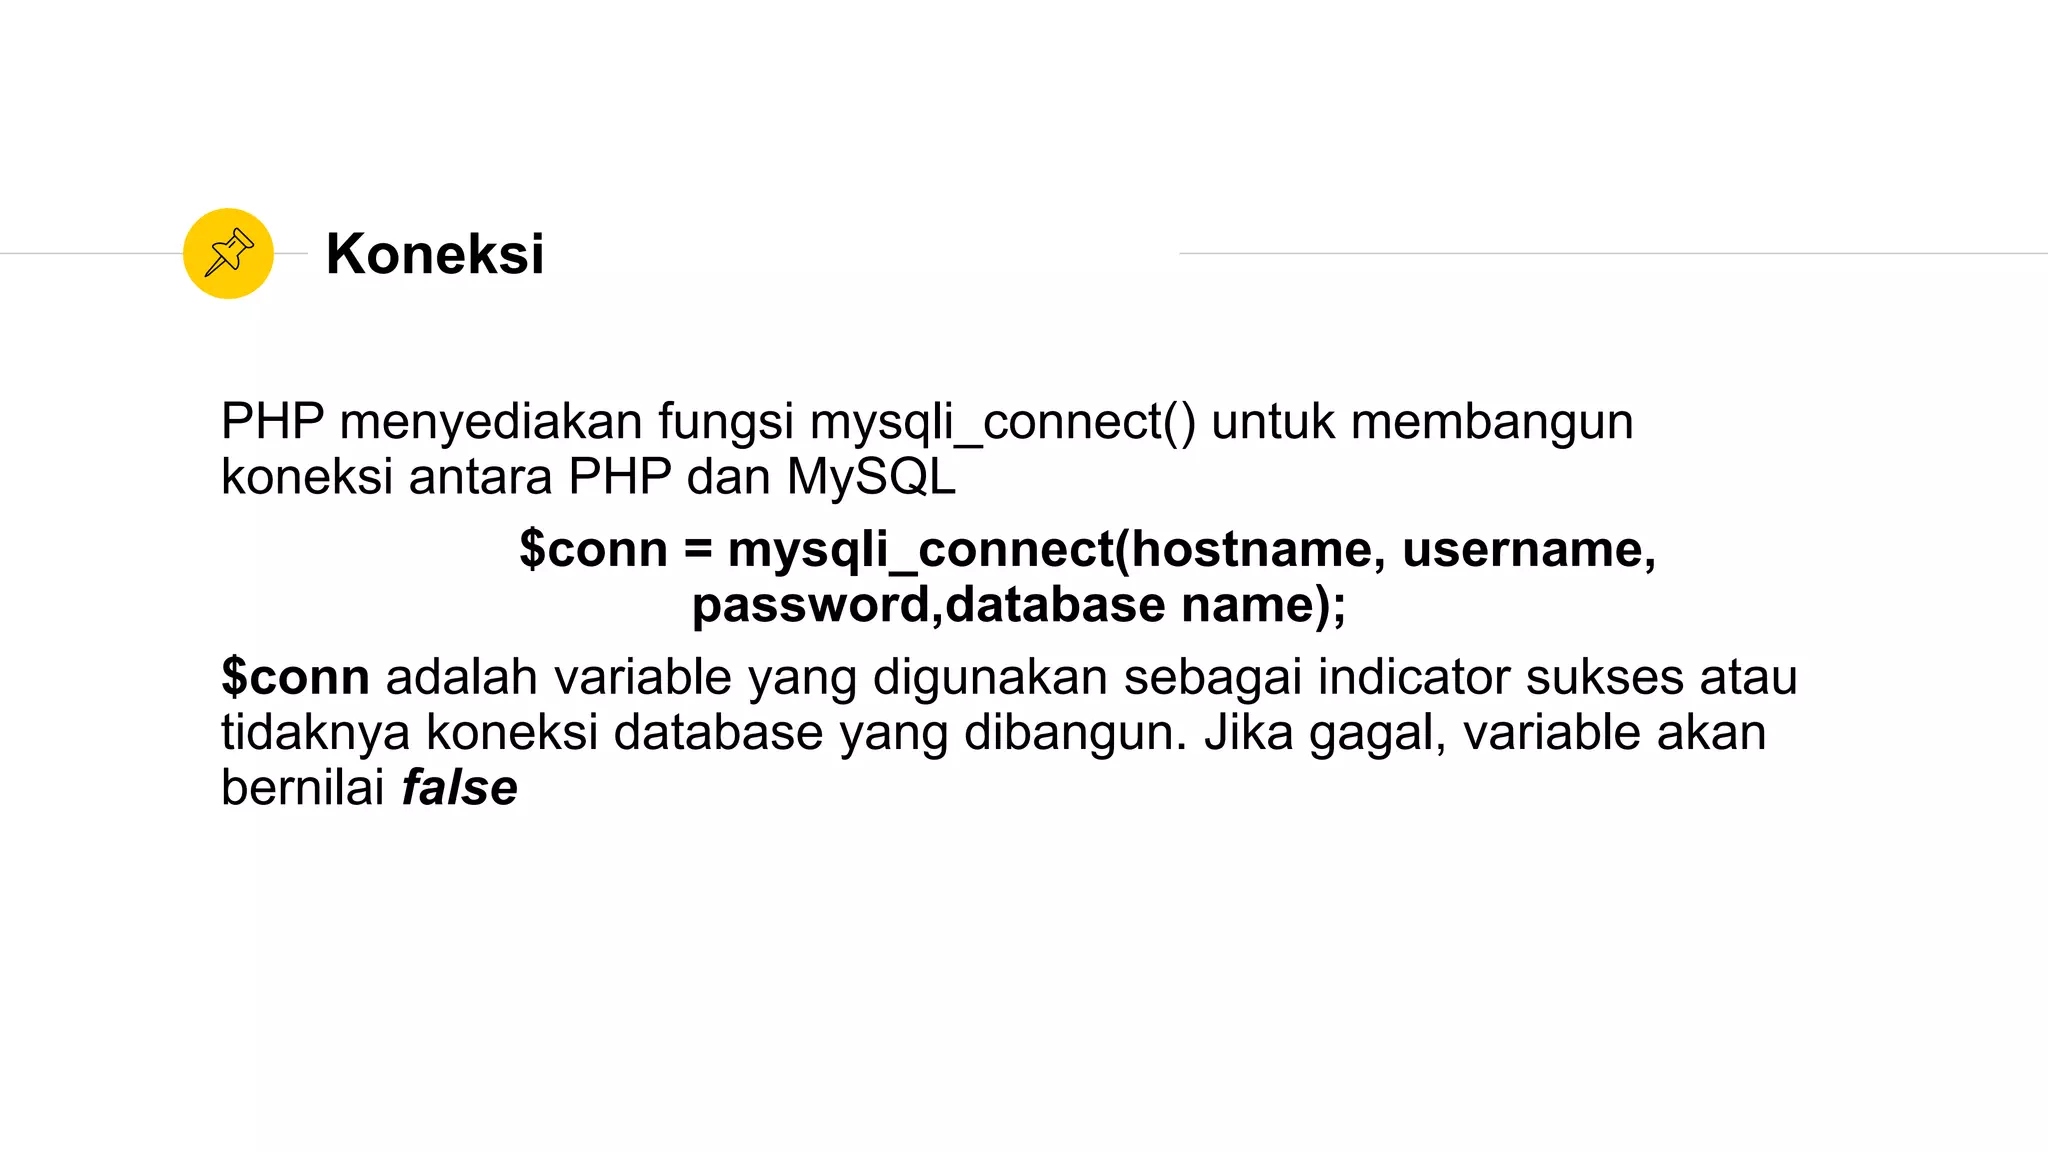 Koneksi
PHP menyediakan fungsi mysqli_connect() untuk membangun
koneksi antara PHP dan MySQL
$conn = mysqli_connect(hostname, username,
password,database name);
$conn adalah variable yang digunakan sebagai indicator sukses atau
tidaknya koneksi database yang dibangun. Jika gagal, variable akan
bernilai false